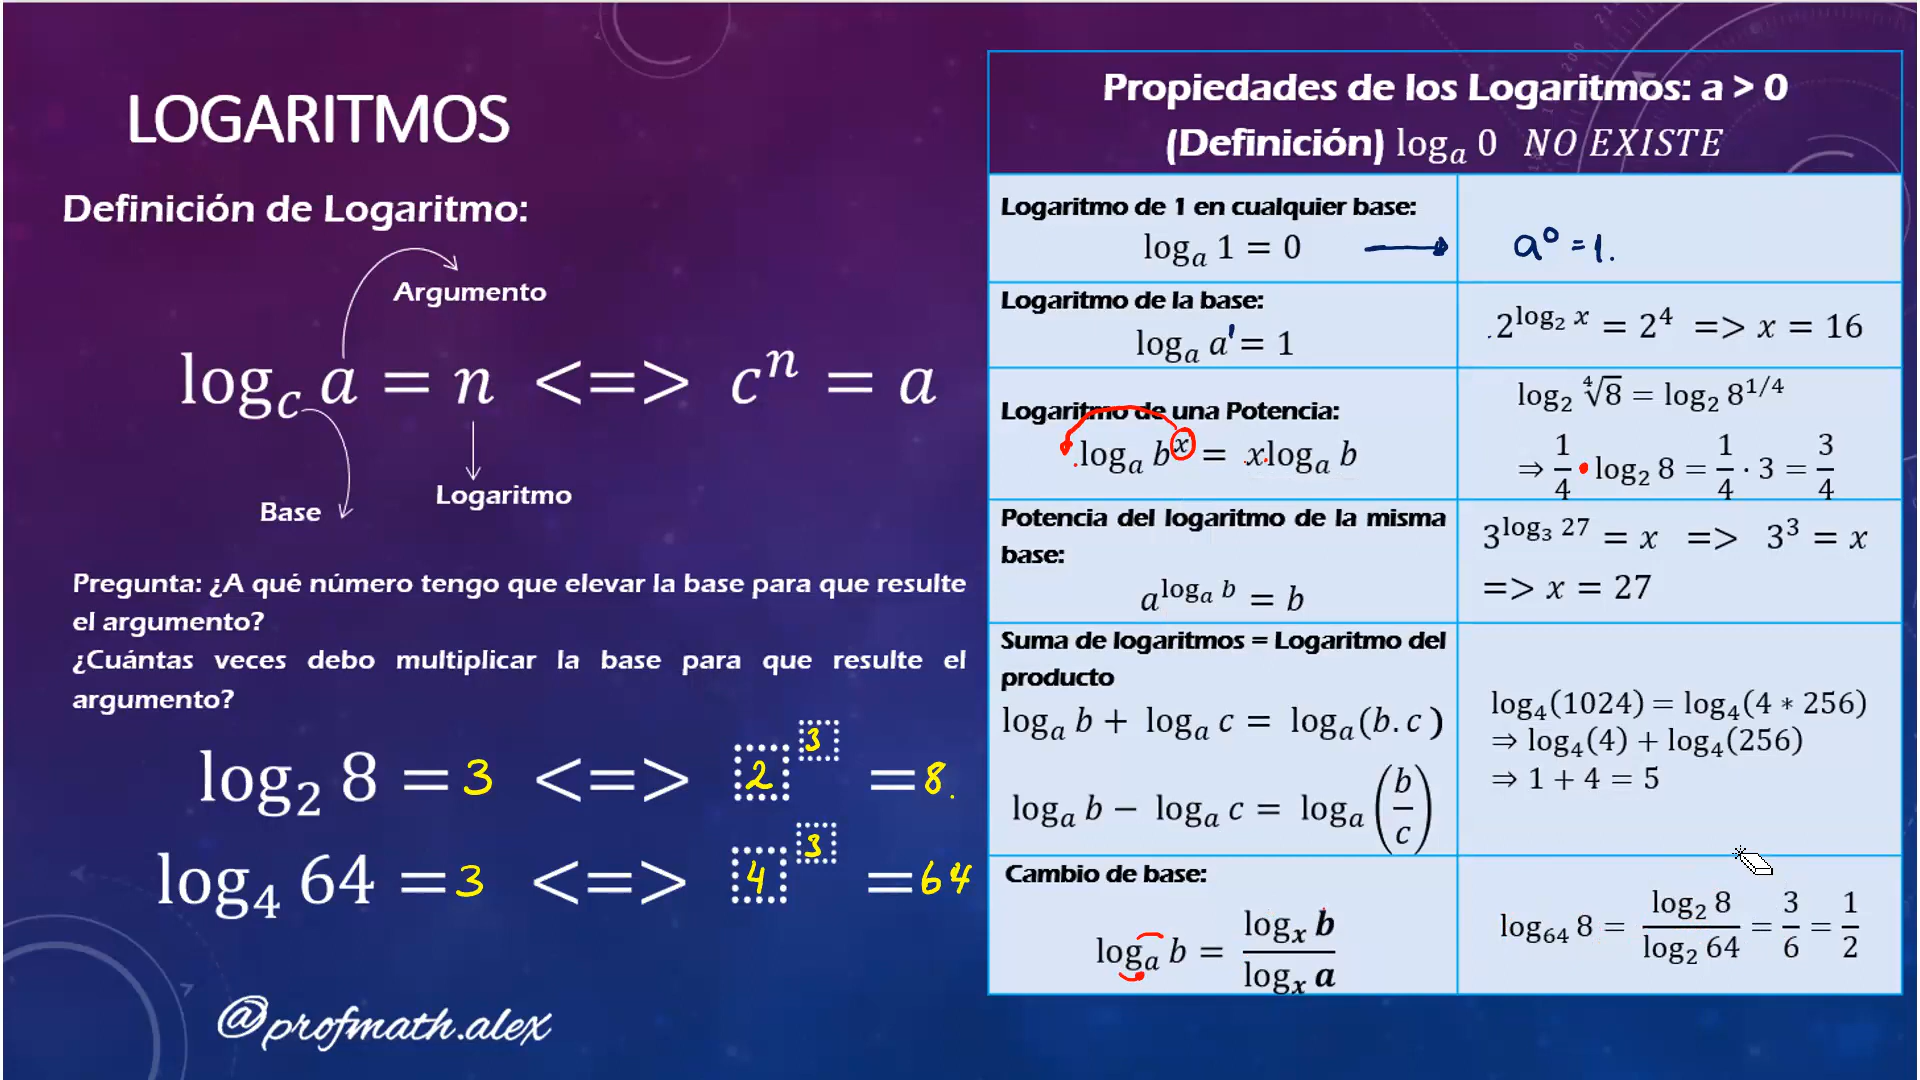 LOGARITMOS
Definición de Logaritmo:
Argumento
log_c a = n <=> c^n = a
Base
Logaritmo
Pregunta: ¿A qué número tengo que elevar la base para que resulte
el argumento?
¿Cuántas veces debo multiplicar la base para que resulte el
argumento?
log_2 8 = 3 <=> 2^3 = 8.
log_4 64 = 3 <=> 4^3 = 64
@profmath.alex
Propiedades de los Logaritmos: a > 0
(Definición) log_a 0 NO EXISTE
Logaritmo de 1 en cualquier base:
log_a 1 = 0 → a^0 = 1.
Logaritmo de la base:
log_a a^1 = 1
.2^(log_2 x) = 2^4 => x = 16
Logaritmo de una Potencia:
.log_a b^x = x.log_a b
log_2 ∜8 = log_2 8^(1/4)
⇒ 1/4 · log_2 8 = 1/4 · 3 = 3/4
Potencia del logaritmo de la misma
base:
a^(log_a b) = b
3^(log_3 27) = x => 3^3 = x
=> x = 27
Suma de logaritmos = Logaritmo del
producto
log_a b + log_a c = log_a (b. c )
log_a b − log_a c = log_a (b/c)
log_4(1024) = log_4(4 * 256)
⇒ log_4(4) + log_4(256)
⇒ 1 + 4 = 5
Cambio de base:
log_a b = log_x b / log_x a
log_64 8 = log_2 8 / log_2 64 = 3/6 = 1/2